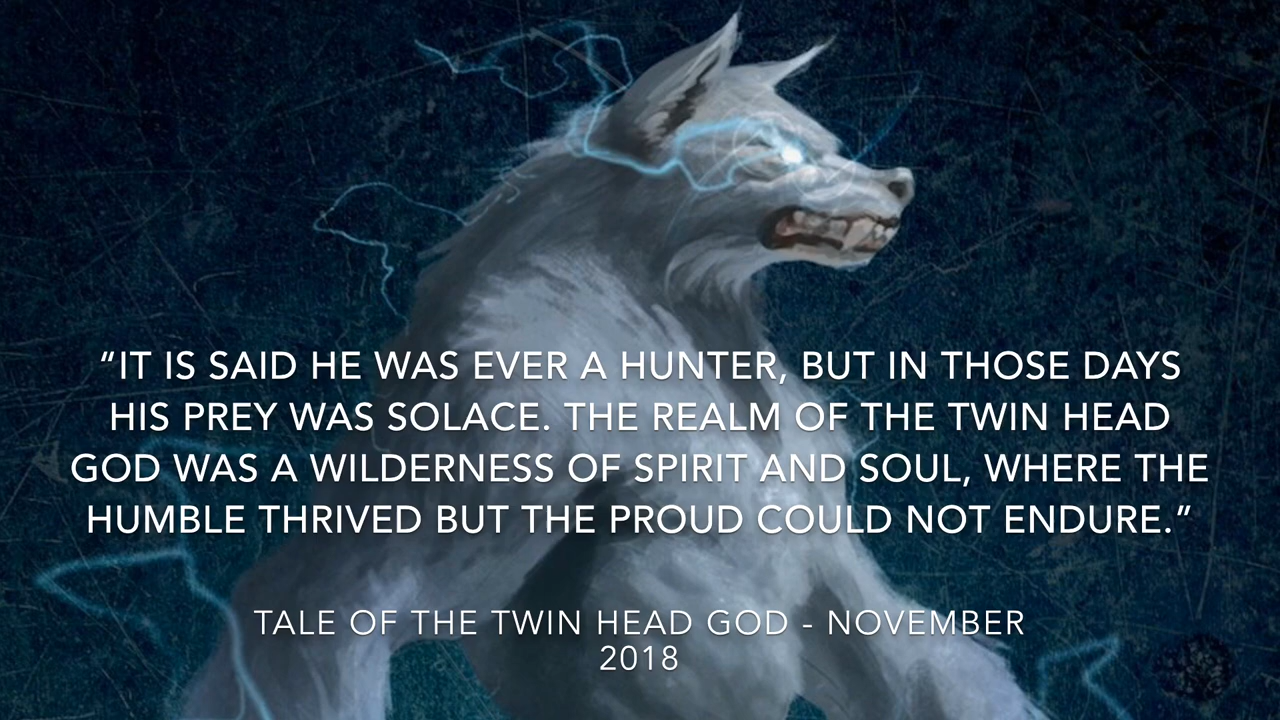 “IT IS SAID HE WAS EVER A HUNTER, BUT IN THOSE DAYS
HIS PREY WAS SOLACE. THE REALM OF THE TWIN HEAD
GOD WAS A WILDERNESS OF SPIRIT AND SOUL, WHERE THE
HUMBLE THRIVED BUT THE PROUD COULD NOT ENDURE.”
TALE OF THE TWIN HEAD GOD - NOVEMBER
2018